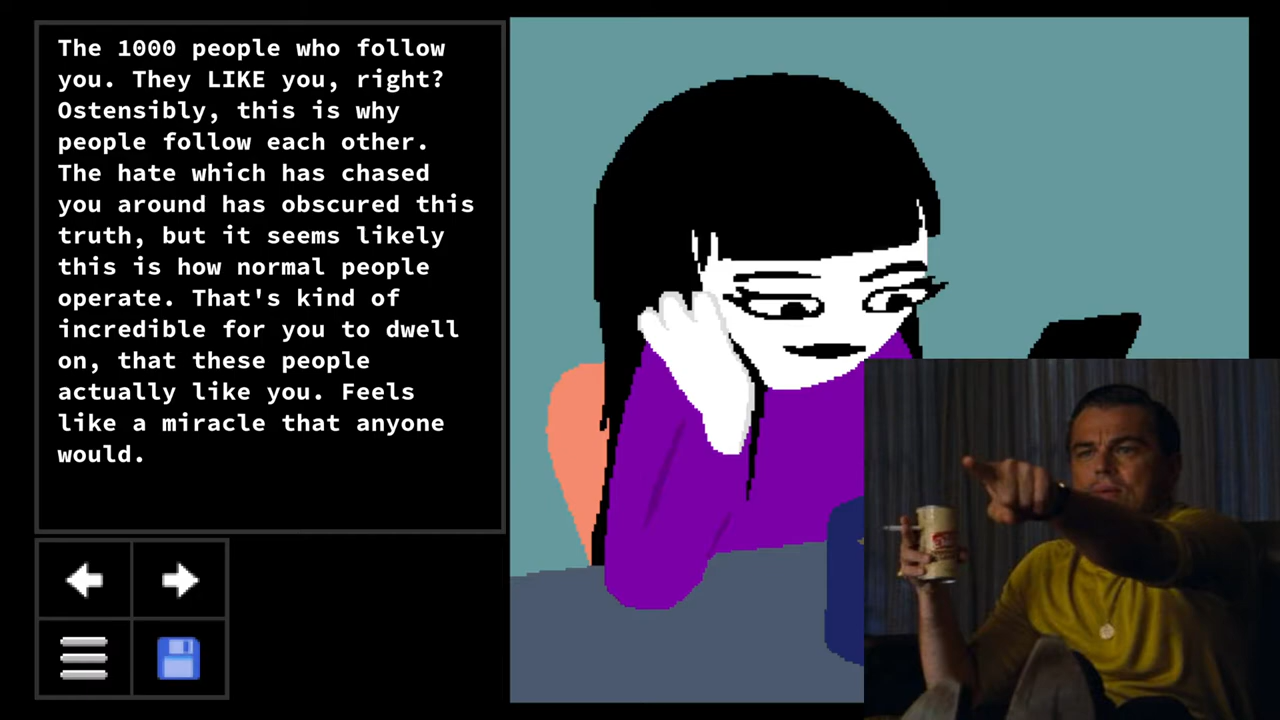 The 1000 people who follow
you. They LIKE you, right?
Ostensibly, this is why
people follow each other.
The hate which has chased
you around has obscured this
truth, but it seems likely
this is how normal people
operate. That's kind of
incredible for you to dwell
on, that these people
actually like you. Feels
like a miracle that anyone
would.